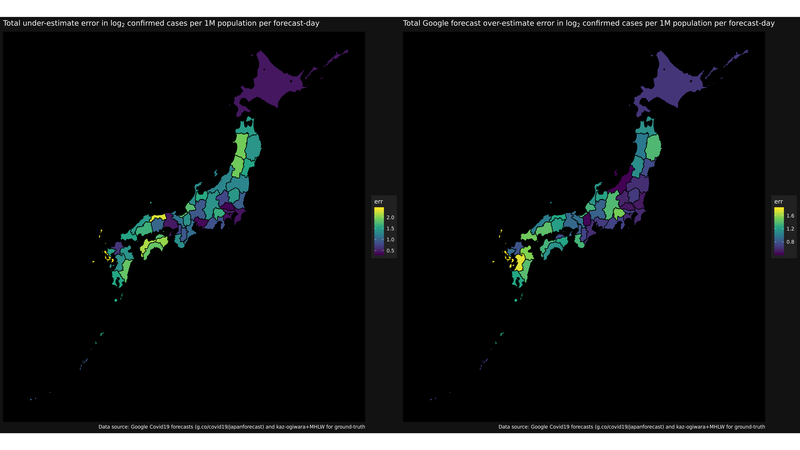 Total under-estimate error in log₂ confirmed cases per 1M population per forecast-day
Total Google forecast over-estimate error in log₂ confirmed cases per 1M population per forecast-day
err
2.0
1.5
1.0
0.5
err
1.6
1.2
0.8
Data source: Google Covid19 forecasts (g.co/covid19/japanforecast) and kaz-ogiwara+MHLW for ground-truth
Data source: Google Covid19 forecasts (g.co/covid19/japanforecast) and kaz-ogiwara+MHLW for ground-truth